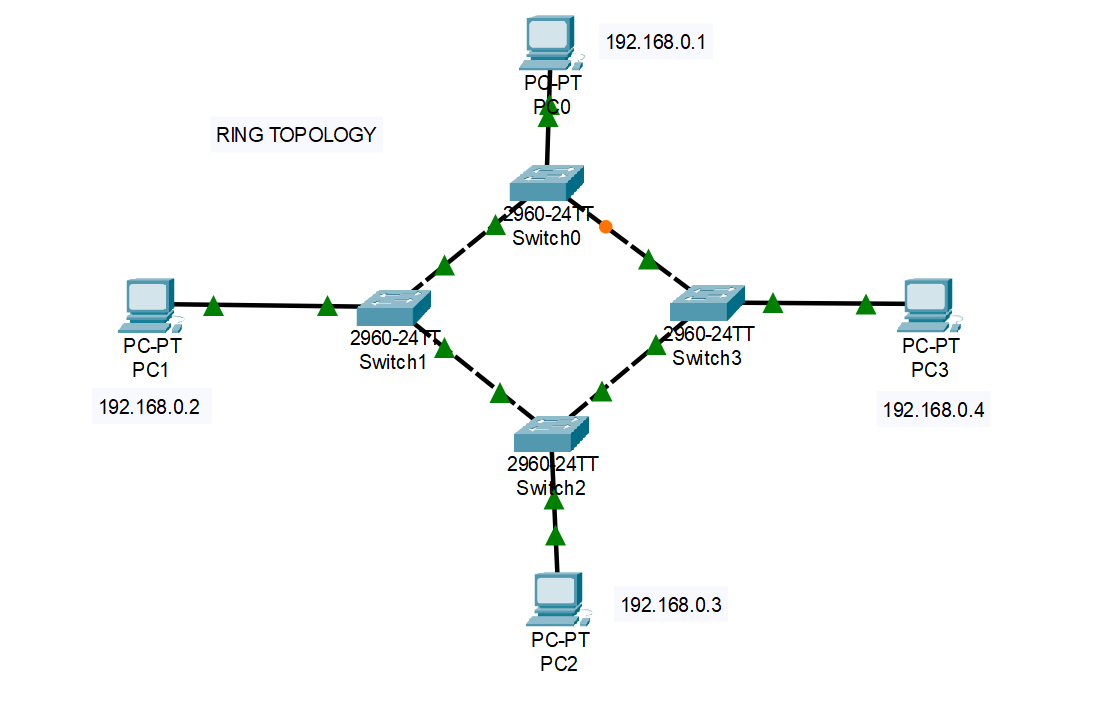 192.168.0.1
PC-PT
PC0
RING TOPOLOGY
2960-24TT
Switch0
2960-24TT
Switch1
2960-24TT
Switch3
PC-PT
PC1
192.168.0.2
PC-PT
PC3
192.168.0.4
2960-24TT
Switch2
192.168.0.3
PC-PT
PC2